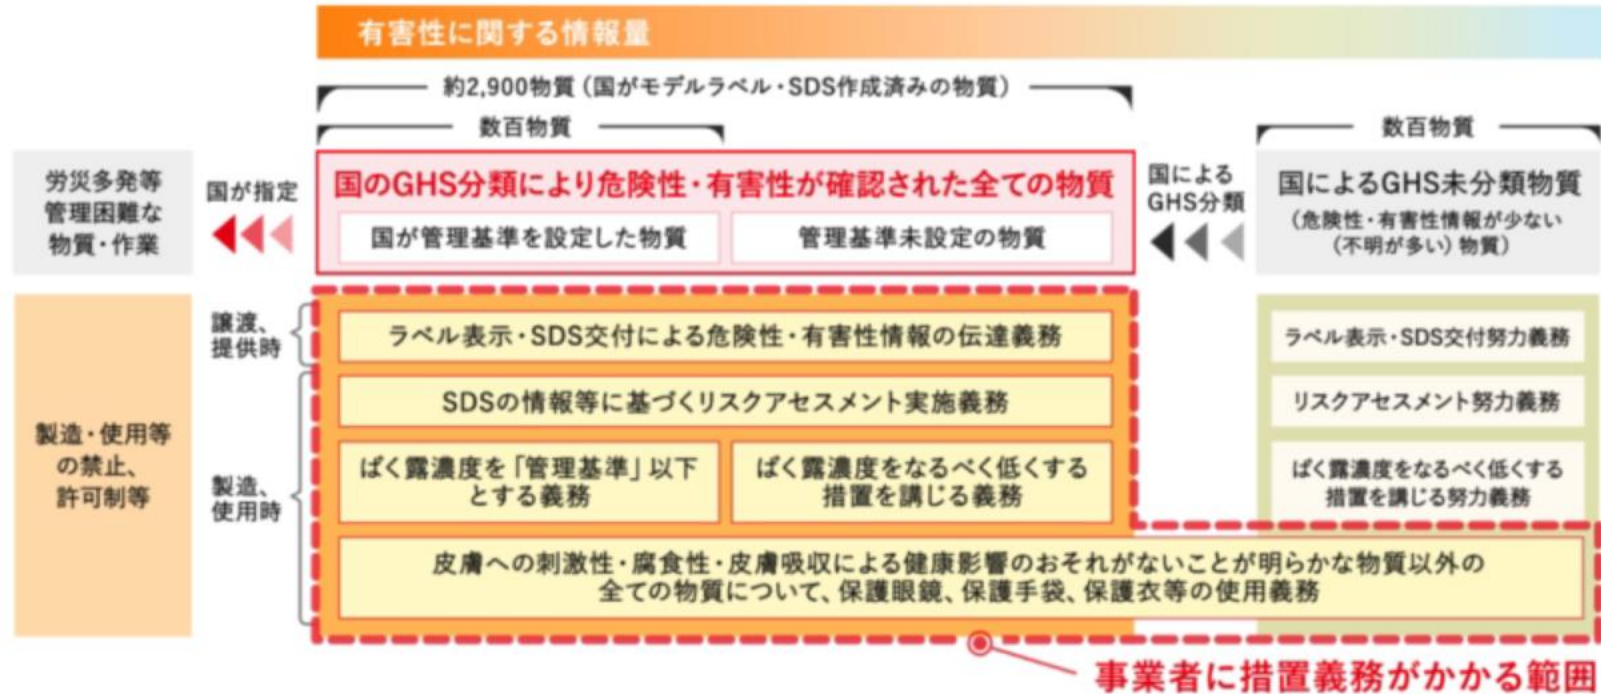 有害性に関する情報量
約2,900物質(国がモデルラベル・SDS作成済みの物質)
数百物質
数百物質
労災多発等
管理困難な
物質・作業
国が指定
国のGHS分類により危険性・有害性が確認された全ての物質
国が管理基準を設定した物質
管理基準未設定の物質
国による
GHS分類
国によるGHS未分類物質
(危険性・有害性情報が少ない
(不明が多い)物質)
製造・使用等
の禁止、
許可制等
譲渡、
提供時
ラベル表示・SDS交付による危険性・有害性情報の伝達義務
ラベル表示・SDS交付努力義務
製造、
使用時
SDSの情報等に基づくリスクアセスメント実施義務
リスクアセスメント努力義務
ばく露濃度を「管理基準」以下
とする義務
ばく露濃度をなるべく低くする
措置を講じる義務
ばく露濃度をなるべく低くする
措置を講じる努力義務
皮膚への刺激性・腐食性・皮膚吸収による健康影響のおそれがないことが明らかな物質以外の
全ての物質について、保護眼鏡、保護手袋、保護衣等の使用義務
事業者に措置義務がかかる範囲